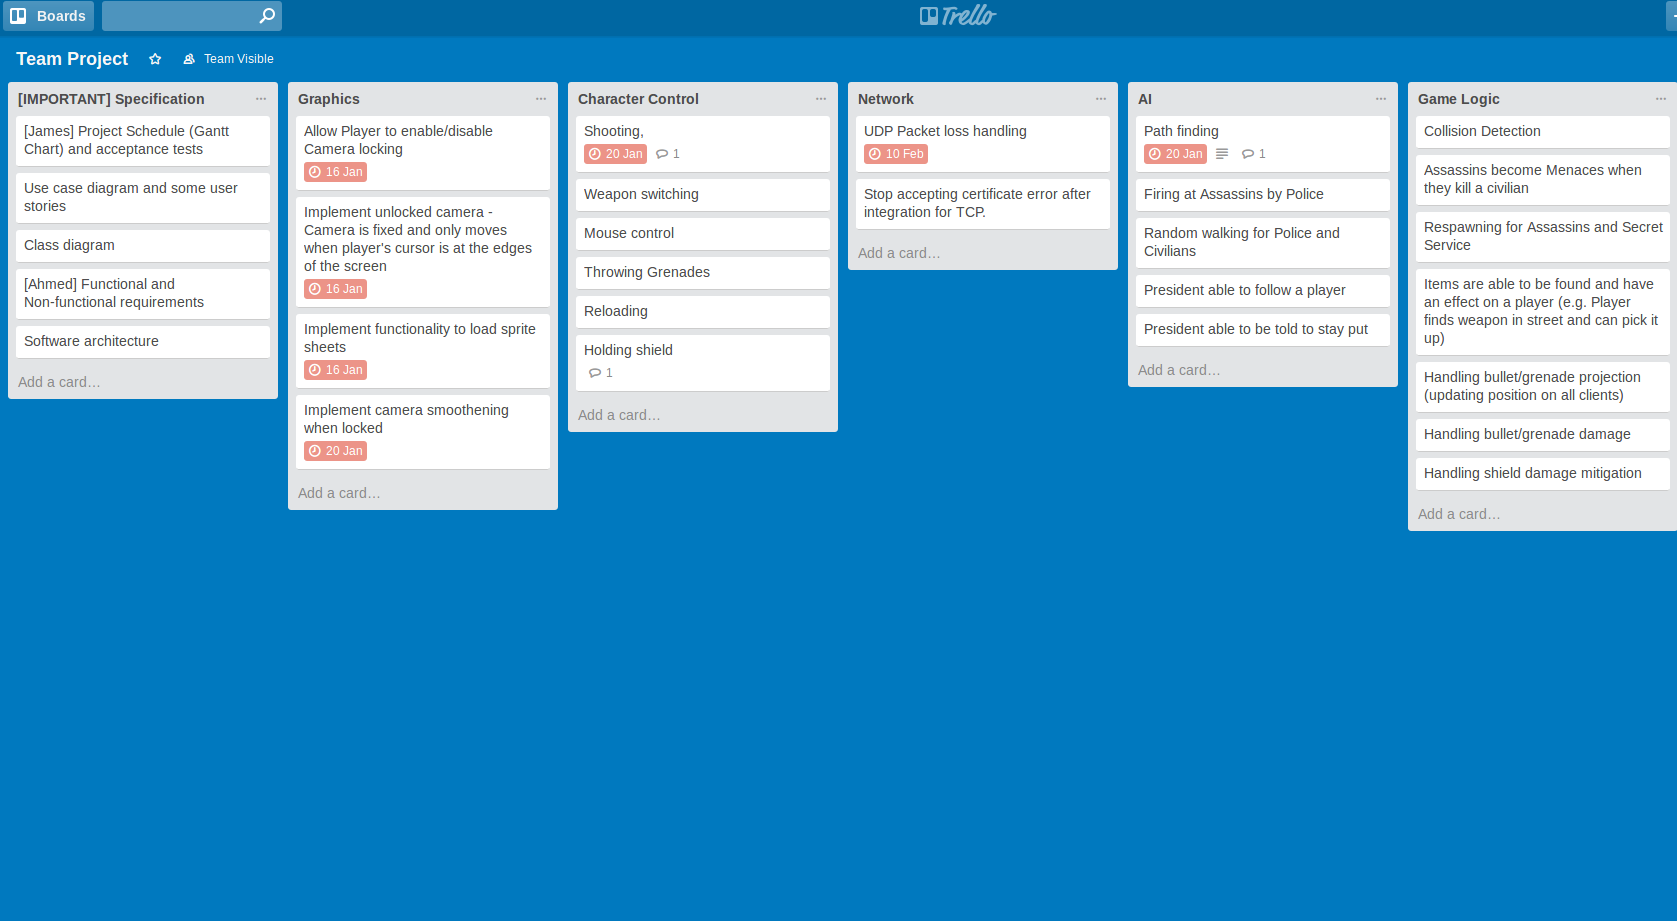 Boards
Trello
Team Project
Team Visible
[IMPORTANT] Specification
[James] Project Schedule (Gantt
Chart) and acceptance tests
Use case diagram and some user
stories
Class diagram
[Ahmed] Functional and
Non-functional requirements
Software architecture
Add a card…
Graphics
Allow Player to enable/disable
Camera locking
16 Jan
Implement unlocked camera -
Camera is fixed and only moves
when player's cursor is at the edges
of the screen
16 Jan
Implement functionality to load sprite
sheets
16 Jan
Implement camera smoothening
when locked
20 Jan
Add a card…
Character Control
Shooting,
20 Jan 1
Weapon switching
Mouse control
Throwing Grenades
Reloading
Holding shield
1
Add a card…
Network
UDP Packet loss handling
10 Feb
Stop accepting certificate error after
integration for TCP.
Add a card…
AI
Path finding
20 Jan 1
Firing at Assassins by Police
Random walking for Police and
Civilians
President able to follow a player
President able to be told to stay put
Add a card…
Game Logic
Collision Detection
Assassins become Menaces when
they kill a civilian
Respawning for Assassins and Secret
Service
Items are able to be found and have
an effect on a player (e.g. Player
finds weapon in street and can pick it
up)
Handling bullet/grenade projection
(updating position on all clients)
Handling bullet/grenade damage
Handling shield damage mitigation
Add a card…